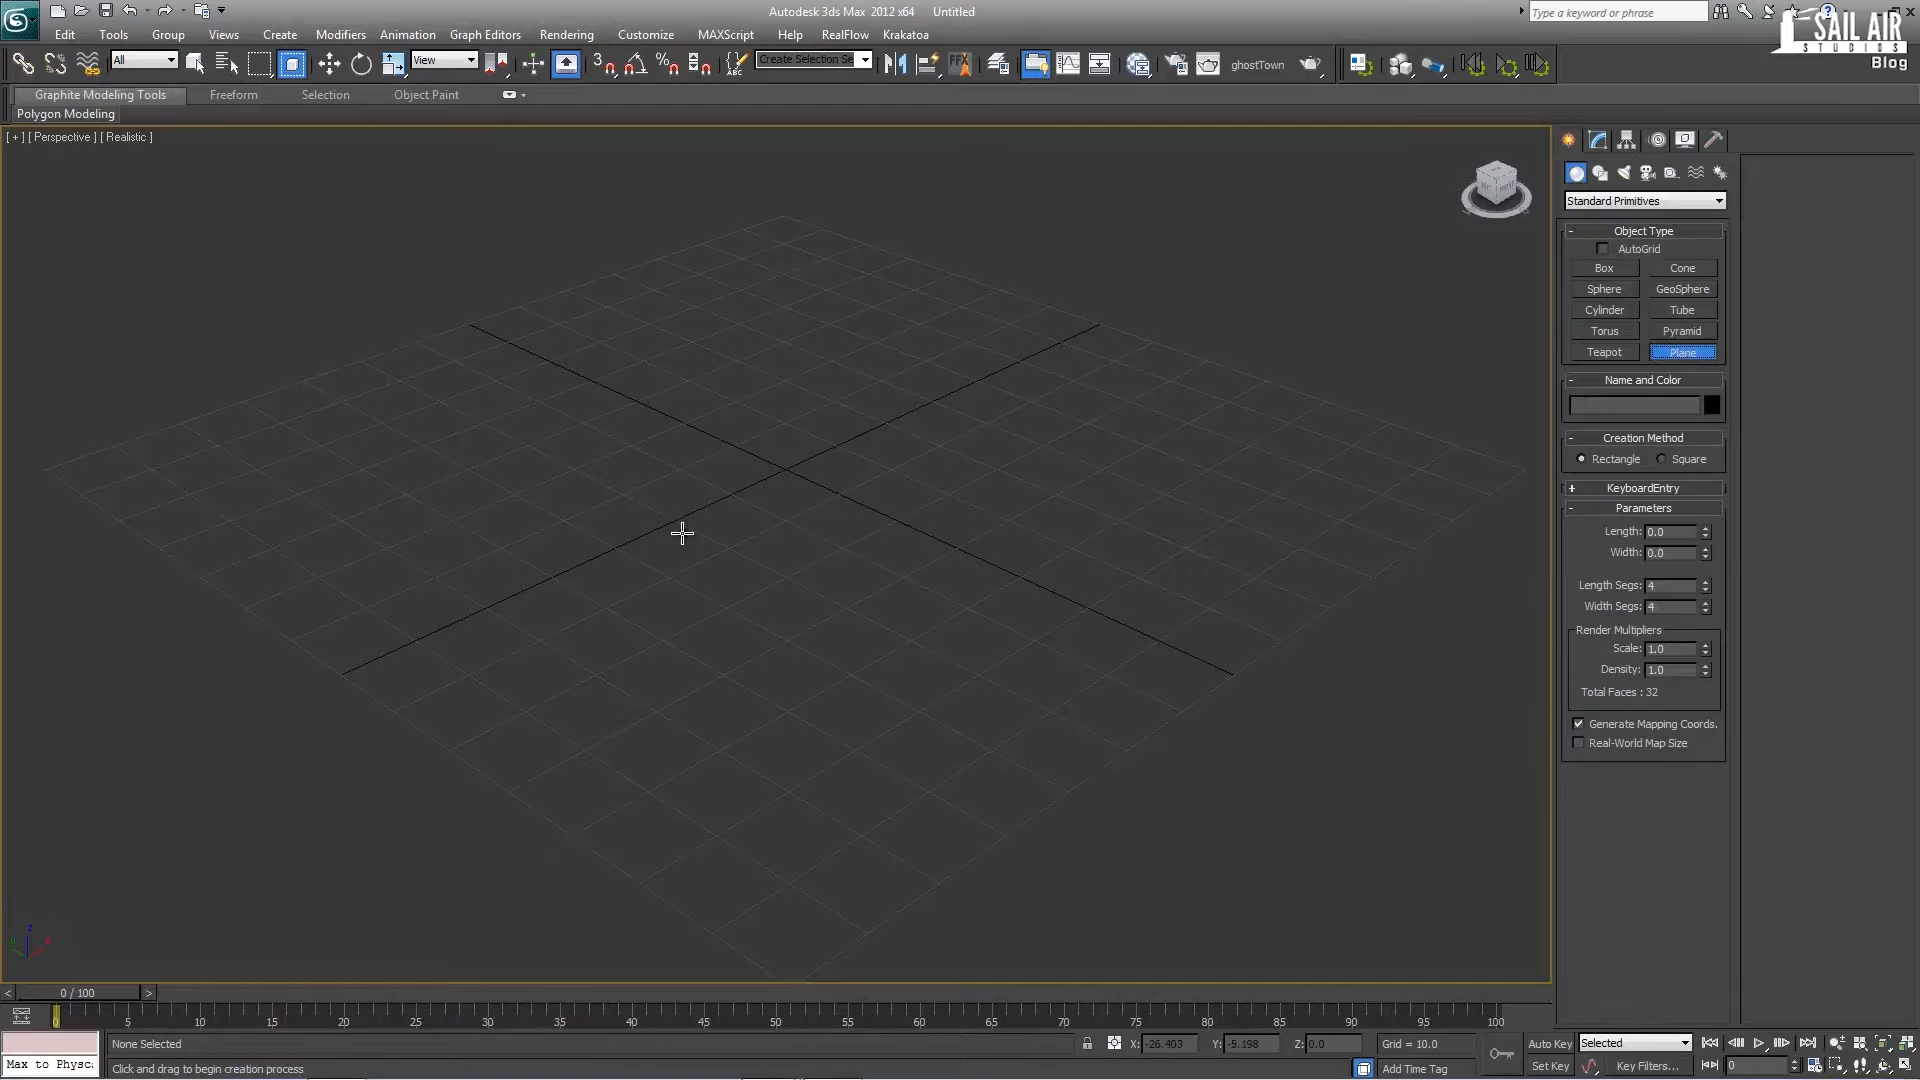 Autodesk 3ds Max 2012 x64 Untitled
Type a keyword or phrase
SAIL AIR
STUDIOS
Blog
Edit Tools Group Views Create Modifiers Animation Graph Editors Rendering Customize MAXScript Help RealFlow Krakatoa
All View 3 Create Selection Se FFX ghostTown
Graphite Modeling Tools Freeform Selection Object Paint
Polygon Modeling
[ + ] [ Perspective ] [ Realistic ]
Standard Primitives
- Object Type
AutoGrid
Box Cone
Sphere GeoSphere
Cylinder Tube
Torus Pyramid
Teapot Plane
- Name and Color
- Creation Method
Rectangle Square
+ KeyboardEntry
- Parameters
Length: 0.0
Width: 0.0
Length Segs: 4
Width Segs: 4
Render Multipliers
Scale: 1.0
Density: 1.0
Total Faces : 32
Generate Mapping Coords.
Real-World Map Size
z
< 0 / 100 >
0 5 10 15 20 25 30 35 40 45 50 55 60 65 70 75 80 85 90 95 100
None Selected X: -26.403 Y: -5.198 Z: 0.0 Grid = 10.0 Auto Key Selected
Max to Physc: Click and drag to begin creation process Add Time Tag Set Key Key Filters... 0